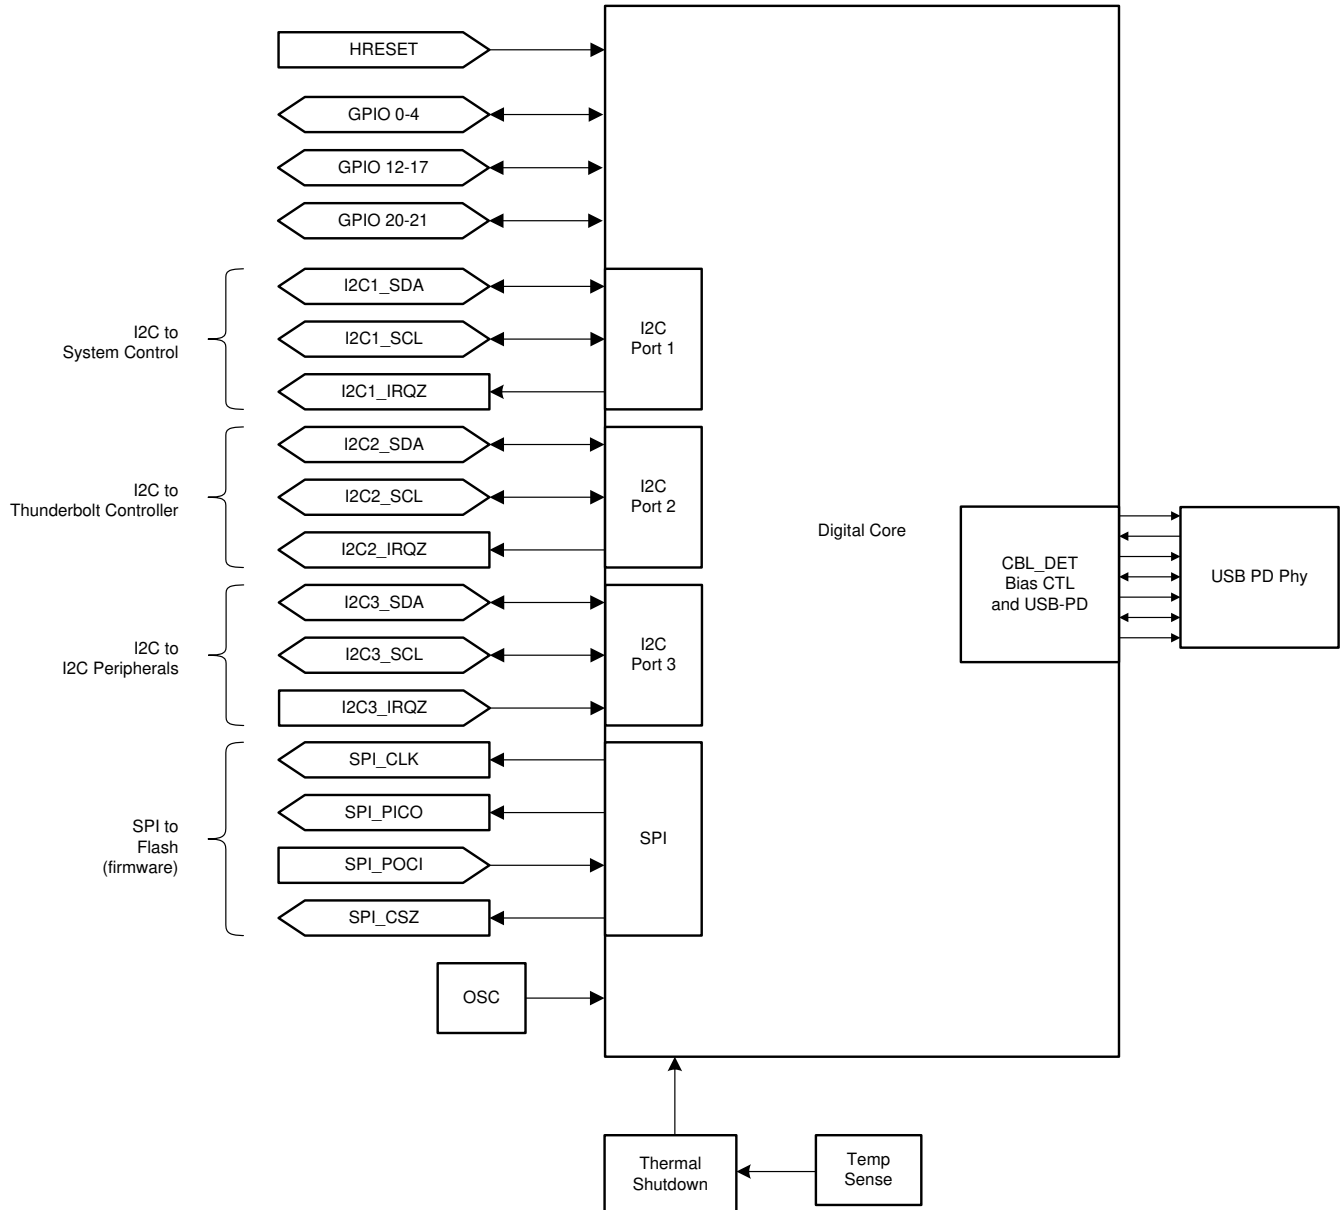 HRESET
GPIO 0-4
GPIO 12-17
GPIO 20-21
I2C to
System Control
I2C1_SDA
I2C1_SCL
I2C1_IRQZ
I2C
Port 1
I2C to
Thunderbolt Controller
I2C2_SDA
I2C2_SCL
I2C2_IRQZ
I2C
Port 2
I2C to
I2C Peripherals
I2C3_SDA
I2C3_SCL
I2C3_IRQZ
I2C
Port 3
SPI to
Flash
(firmware)
SPI_CLK
SPI_PICO
SPI_POCI
SPI_CSZ
SPI
OSC
Digital Core
CBL_DET
Bias CTL
and USB-PD
USB PD Phy
Thermal
Shutdown
Temp
Sense